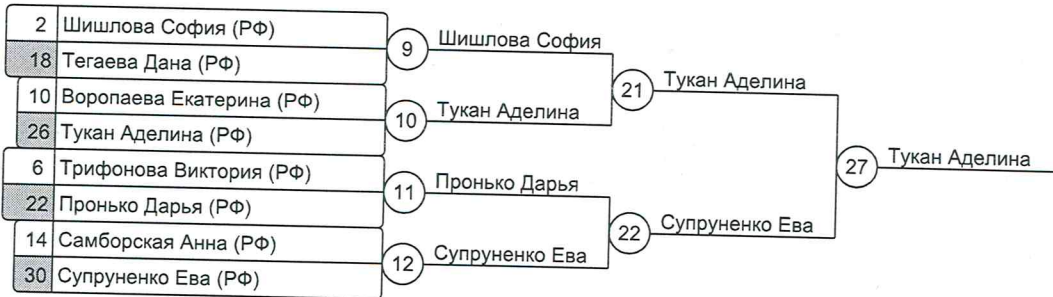 2 Шишлова София (РФ)
18 Тегаева Дана (РФ)
10 Воропаева Екатерина (РФ)
26 Тукан Аделина (РФ)
6 Трифонова Виктория (РФ)
22 Пронько Дарья (РФ)
14 Самборская Анна (РФ)
30 Супруненко Ева (РФ)
9 Шишлова София
10 Тукан Аделина
11 Пронько Дарья
12 Супруненко Ева
21 Тукан Аделина
22 Супруненко Ева
27 Тукан Аделина